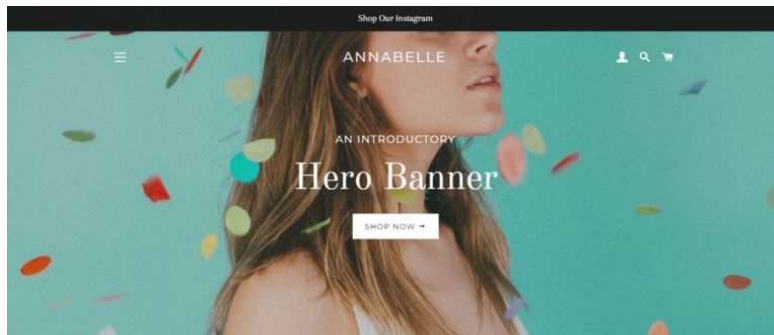 Shop Our Instagram
ANNABELLE
AN INTRODUCTORY
Hero Banner
SHOP NOW →